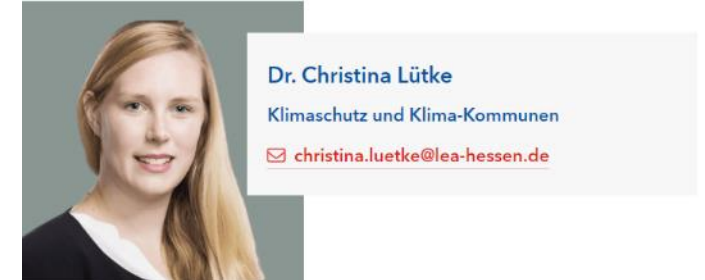 Dr. Christina Lütke
Klimaschutz und Klima-Kommunen
christina.luetke@lea-hessen.de